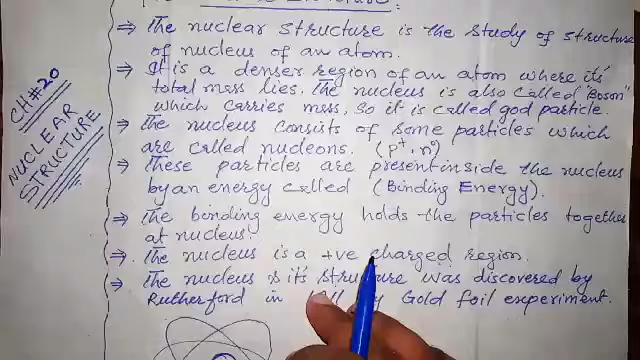 CH#20
NUCLEAR
STRUCTURE
⇒ The nuclear structure is the study of structure
of nucleus of an atom.
⇒ It is a denser region of an atom where its
total mass lies. The nucleus is also called "Boson"
which carries mass, so it is called god particle.
⇒ The nucleus consists of some particles which
are called nucleons. (p⁺, n⁰)
⇒ These particles are present inside the nucleus
by an energy called (Binding Energy).
⇒ The binding energy holds the particles together
at nucleus.
⇒ The nucleus is a +ve charged region.
⇒ The nucleus & its structure was discovered by
Rutherford in by Gold foil experiment.